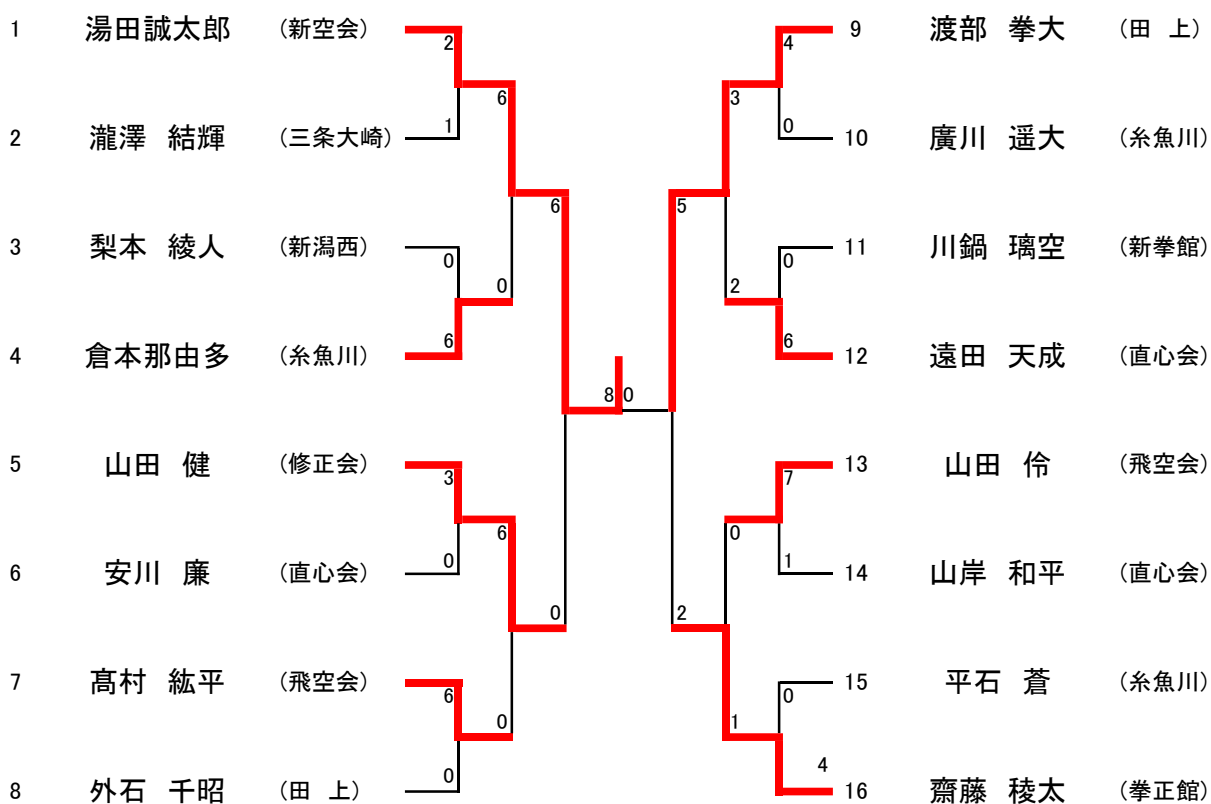 1 湯田誠太郎 (新空会) 9 渡部 拳大 (田 上)
2 4
6 3
1 0
2 瀧澤 結輝 (三条大崎) 10 廣川 遥大 (糸魚川)
6 5
3 梨本 綾人 (新潟西) 11 川鍋 璃空 (新拳館)
0 0
0 2
6 6
4 倉本那由多 (糸魚川) 12 遠田 天成 (直心会)
8 0
5 山田 健 (修正会) 13 山田 伶 (飛空会)
3 7
6 0
0 1
6 安川 廉 (直心会) 14 山岸 和平 (直心会)
0 2
7 髙村 紘平 (飛空会) 15 平石 蒼 (糸魚川)
6 0
0 1
0 4
8 外石 千昭 (田 上) 16 齋藤 稜太 (拳正館)